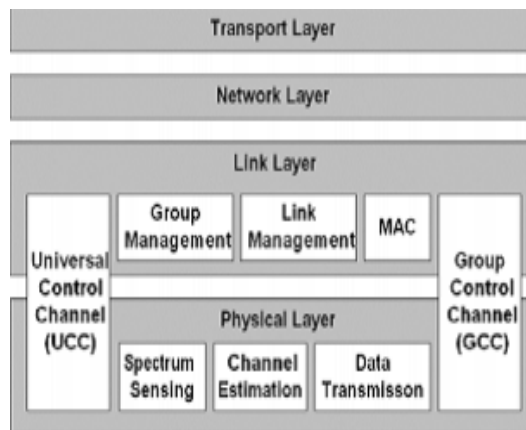 Transport Layer
Network Layer
Link Layer
Universal
Control
Channel
(UCC)
Group
Management
Link
Management
MAC
Group
Control
Channel
(GCC)
Physical Layer
Spectrum
Sensing
Channel
Estimation
Data
Transmisson